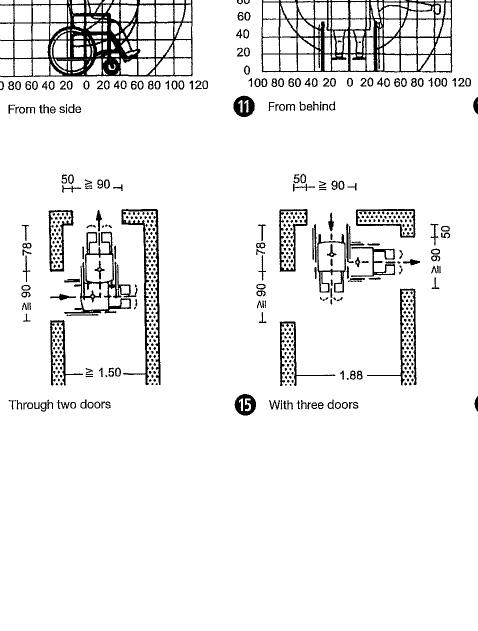 80
60
40
20
0
0 80 60 40 20 0 20 40 60 80 100 120
100 80 60 40 20 0 20 40 60 80 100 120
From the side
11 From behind
50 ≧ 90
50 ≧ 90
78
≧ 90
78
≧ 90
50
≧ 90
≧ 1.50
1.88
Through two doors
15 With three doors